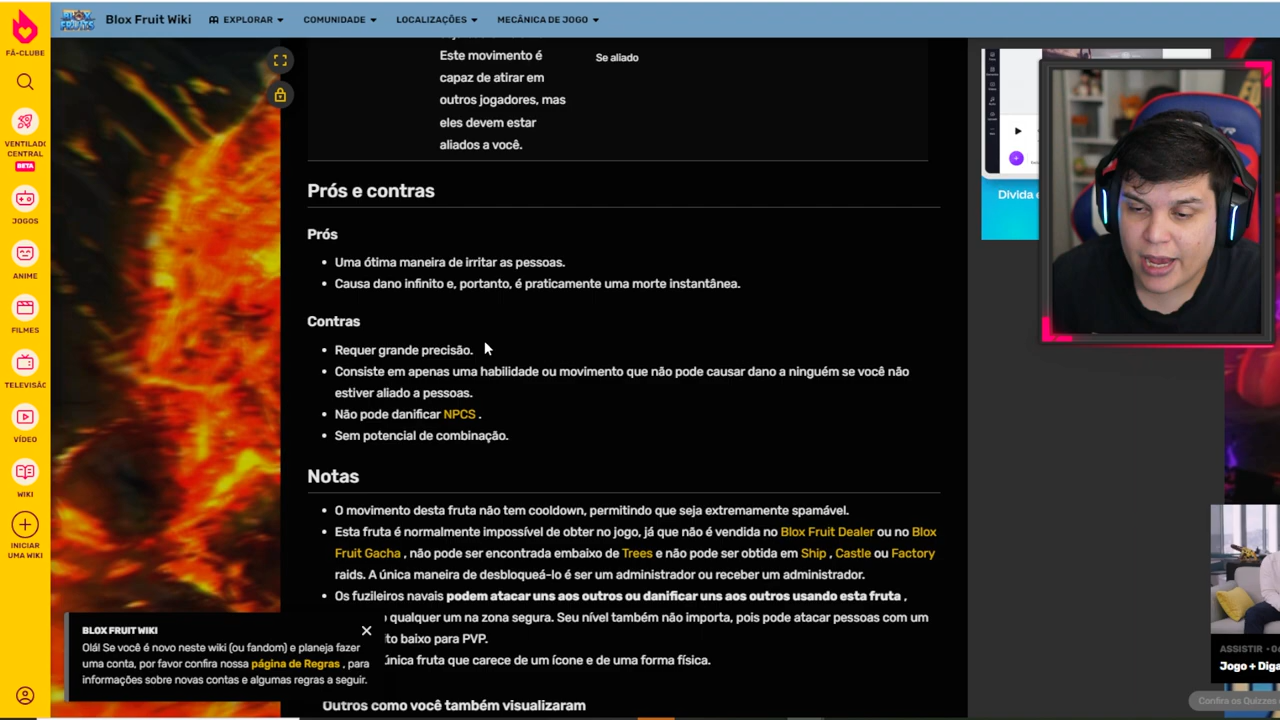 Blox Fruit Wiki
EXPLORAR
COMUNIDADE
LOCALIZAÇÕES
MECÂNICA DE JOGO
FÃ-CLUBE
VENTILADO
CENTRAL
BETA
JOGOS
ANIME
FILMES
TELEVISÃO
VÍDEO
WIKI
INICIAR
UMA WIKI
Este movimento é
capaz de atirar em
outros jogadores, mas
eles devem estar
aliados a você.
Se aliado
Prós e contras
Prós
• Uma ótima maneira de irritar as pessoas.
• Causa dano infinito e, portanto, é praticamente uma morte instantânea.
Contras
• Requer grande precisão.
• Consiste em apenas uma habilidade ou movimento que não pode causar dano a ninguém se você não
estiver aliado a pessoas.
• Não pode danificar NPCS .
• Sem potencial de combinação.
Notas
• O movimento desta fruta não tem cooldown, permitindo que seja extremamente spamável.
• Esta fruta é normalmente impossível de obter no jogo, já que não é vendida no Blox Fruit Dealer ou no Blox
Fruit Gacha , não pode ser encontrada embaixo de Trees e não pode ser obtida em Ship , Castle ou Factory
raids. A única maneira de desbloqueá-lo é ser um administrador ou receber um administrador.
• Os fuzileiros navais podem atacar uns aos outros ou danificar uns aos outros usando esta fruta ,
qualquer um na zona segura. Seu nível também não importa, pois pode atacar pessoas com um
ito baixo para PVP.
única fruta que carece de um ícone e de uma forma física.
Outros como você também visualizaram
BLOX FRUIT WIKI
Olá! Se você é novo neste wiki (ou fandom) e planeja fazer
uma conta, por favor confira nossa página de Regras , para
informações sobre novas contas e algumas regras a seguir.
Divida
ASSISTIR
Jogo + Diga
Confira os Quizzes